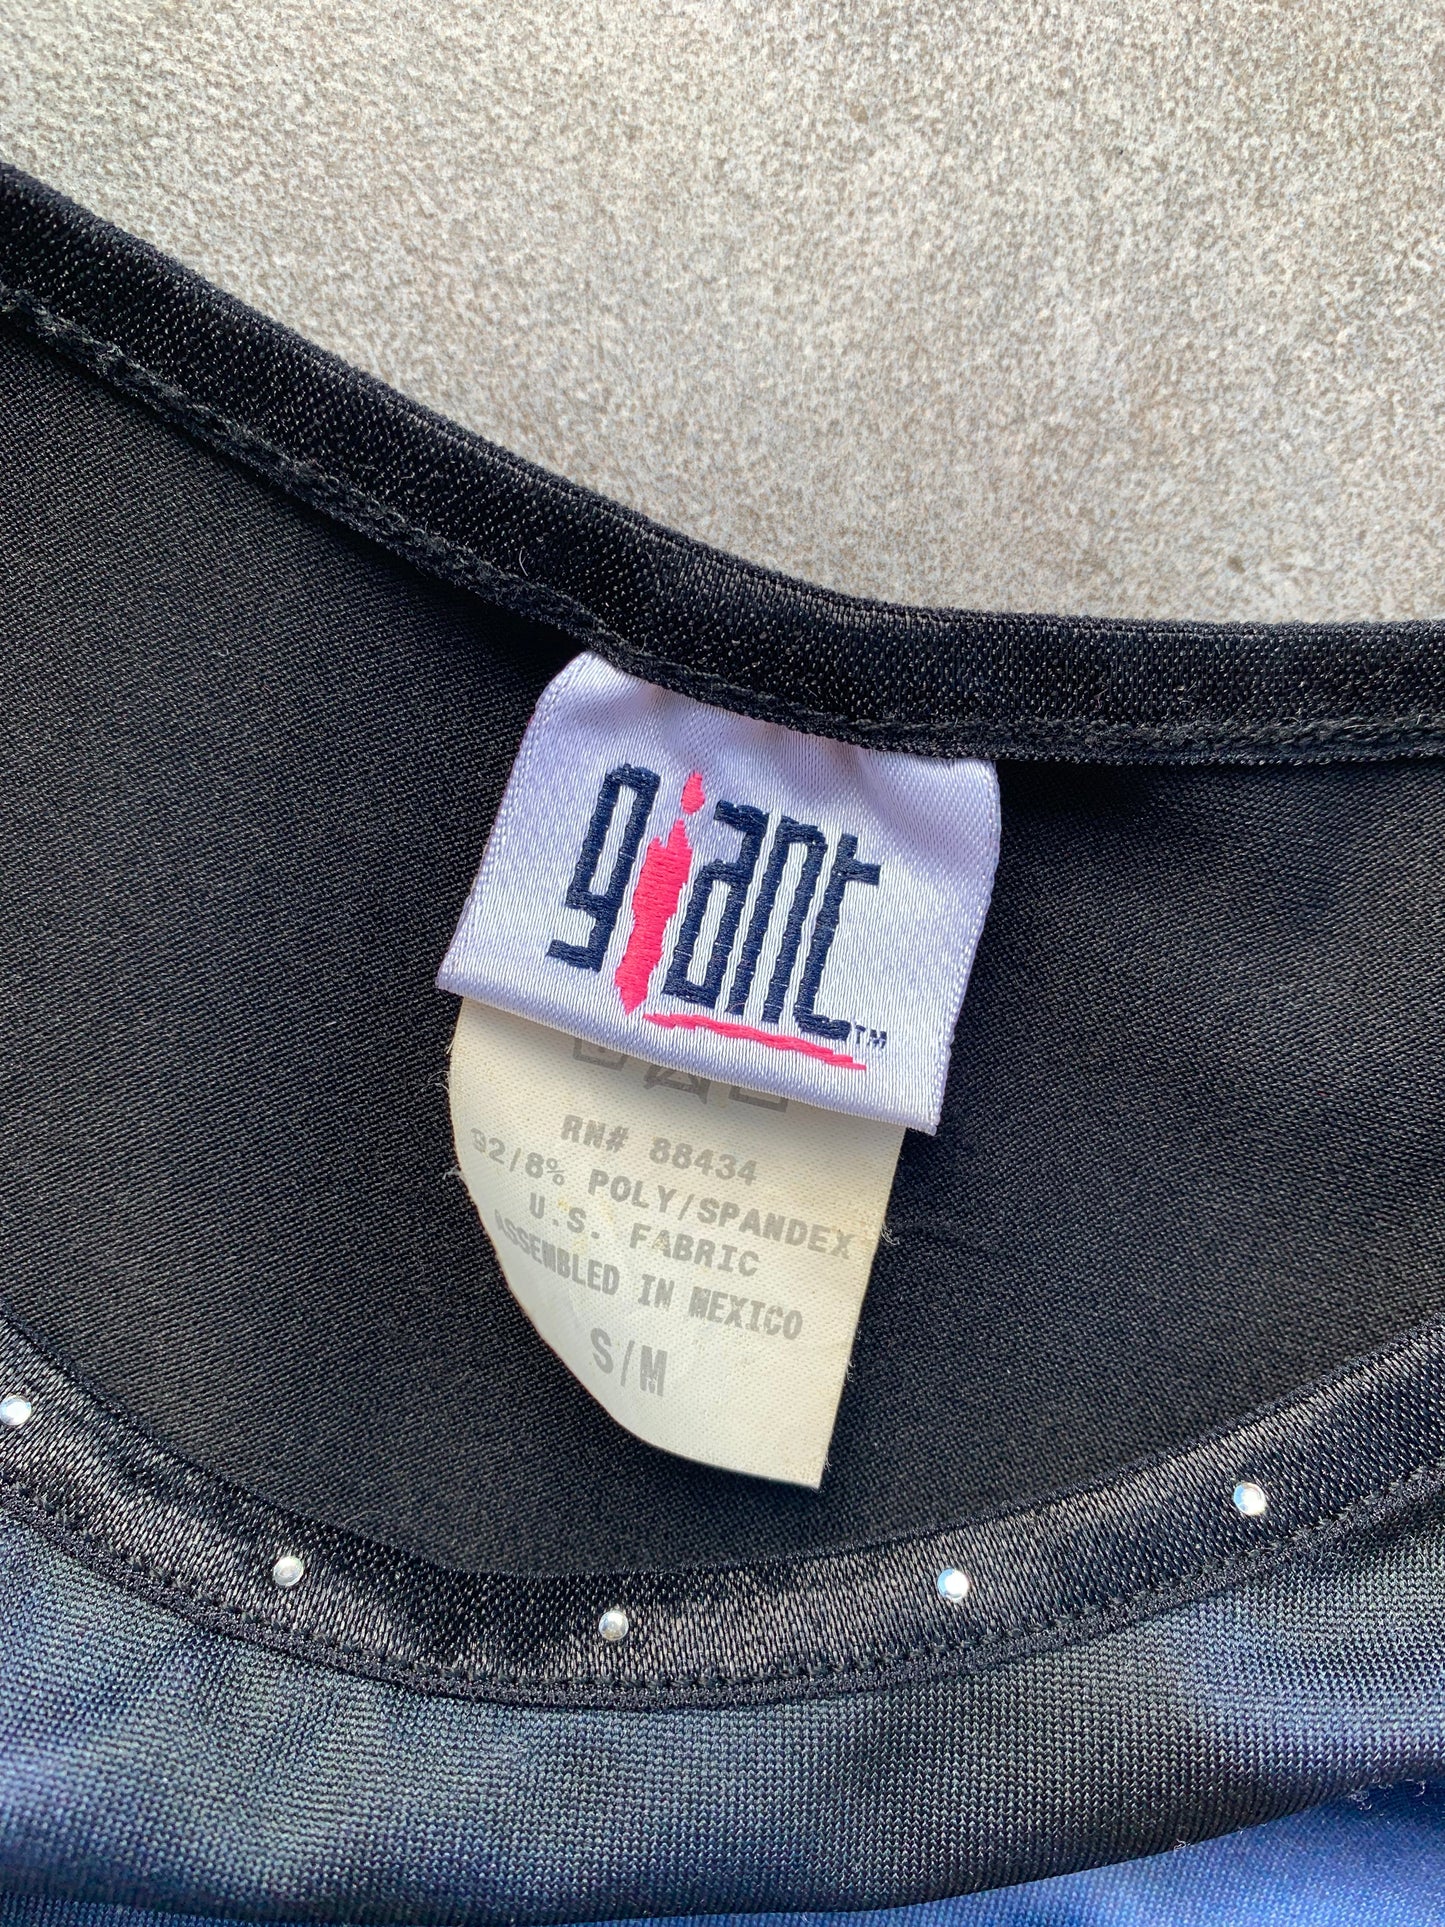 giant™
RN# 88434
92/8% POLY/SPANDEX
U.S. FABRIC
ASSEMBLED IN MEXICO
S/M